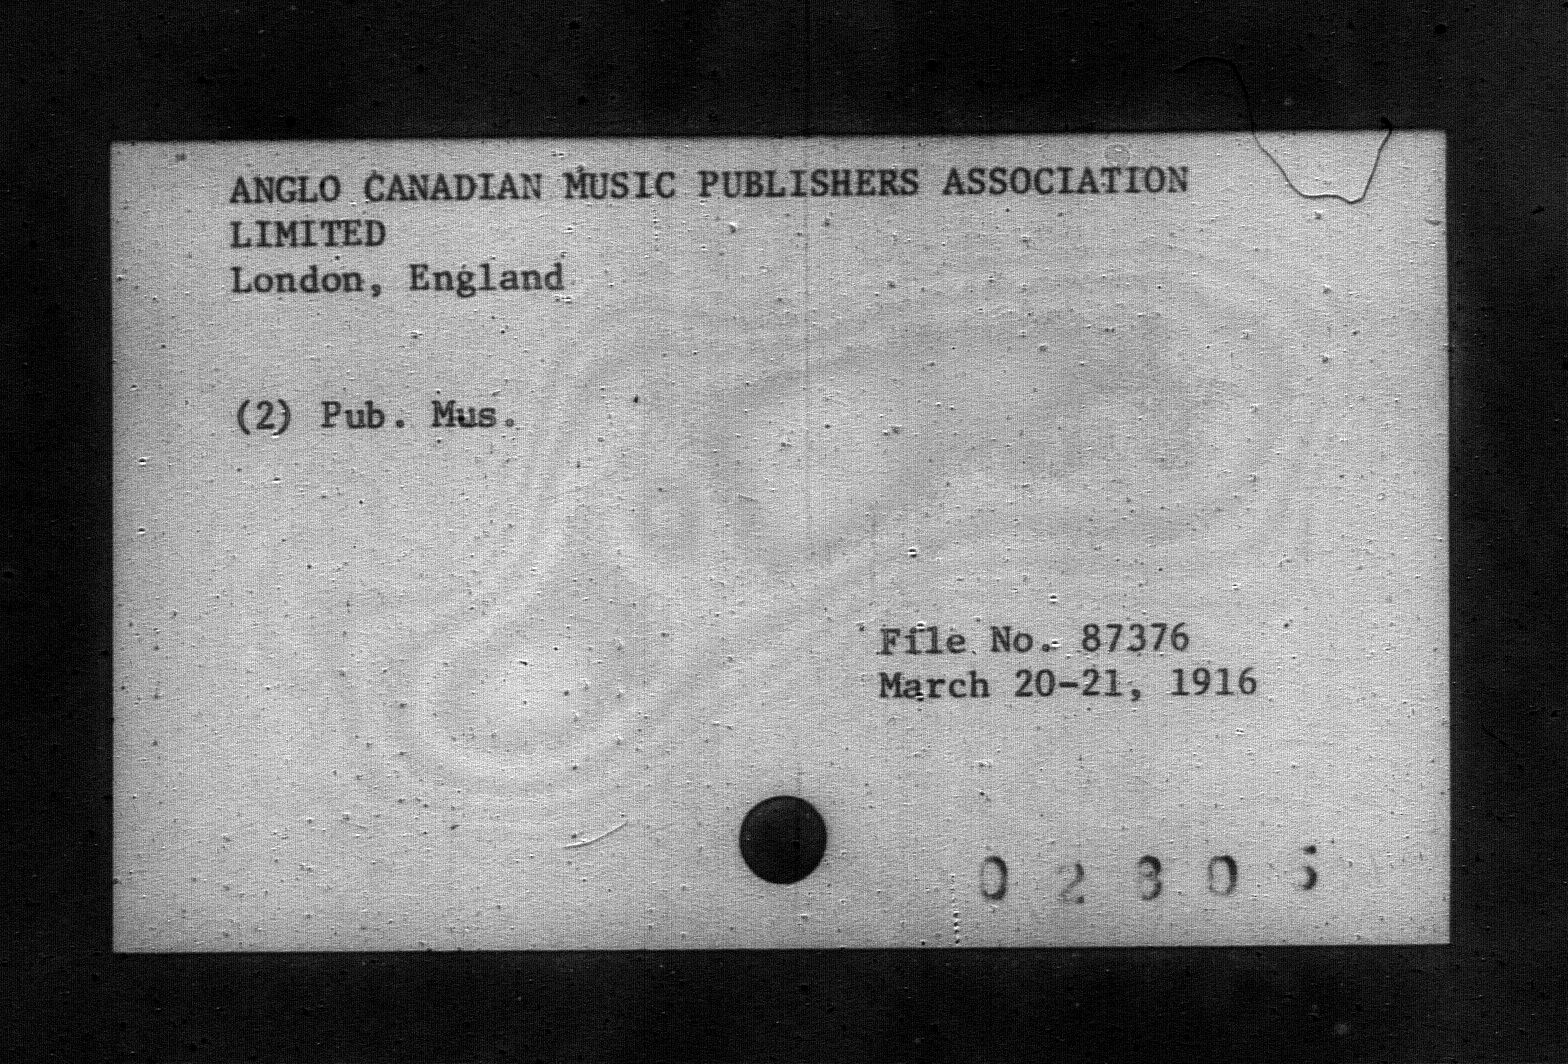 ANGLO CANADIAN MUSIC PUBLISHERS ASSOCIATION
LIMITED
London, England
(2) Pub. Mus.
File No. 87376
March 20-21, 1916